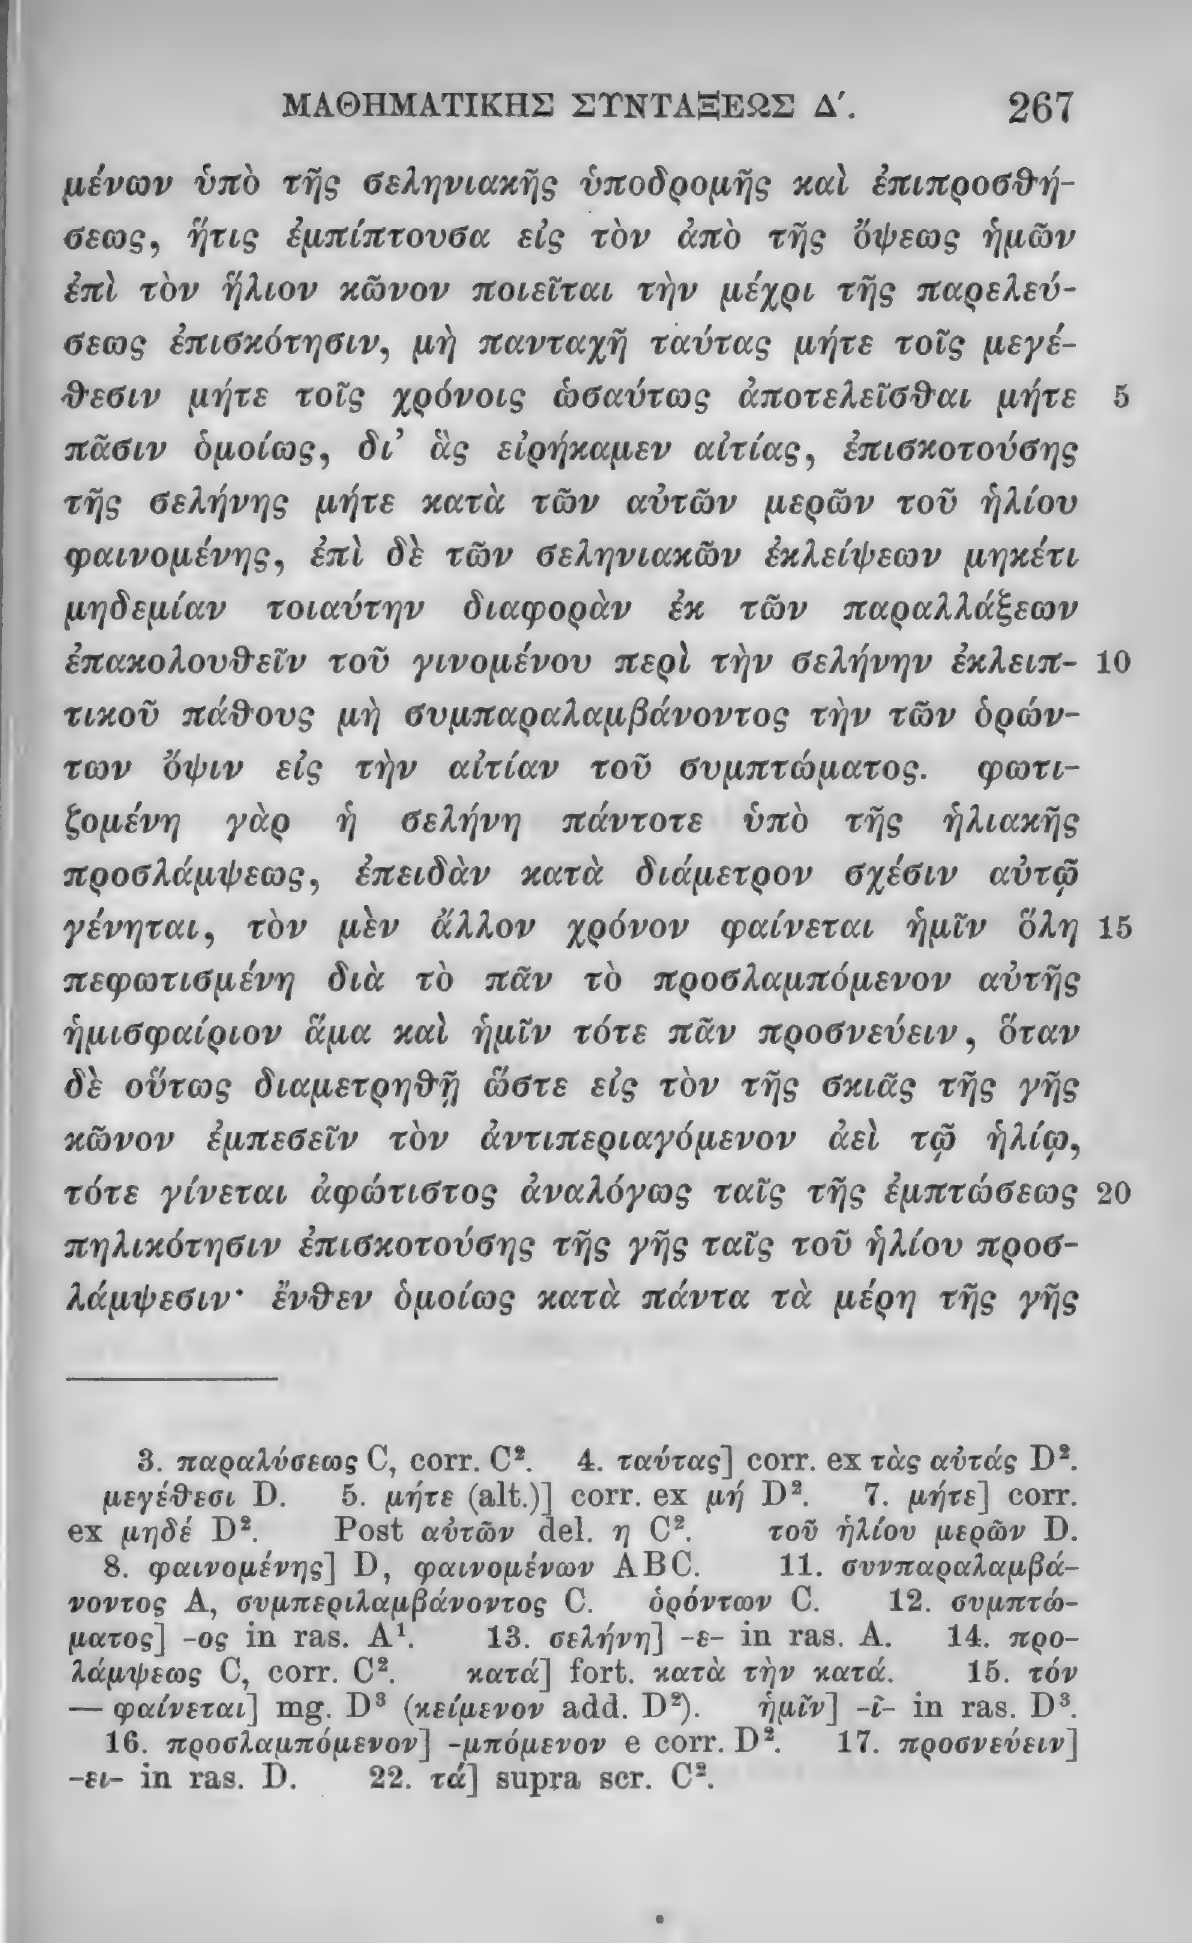 ΜΑΘΗΜΑΤΙΚΗΣ ΣΥΝΤΑΞΕΩΣ Δ′. 267
μένων ὑπὸ τῆς σεληνιακῆς ὑποδρομῆς καὶ ἐπιπροσθή-
σεως, ἥτις ἐμπίπτουσα εἰς τὸν ἀπὸ τῆς ὄψεως ἡμῶν
ἐπὶ τὸν ἥλιον κῶνον ποιεῖται τὴν μέχρι τῆς παρελεύ-
σεως ἐπισκότησιν, μὴ πανταχῆ ταύτας μήτε τοῖς μεγέ-
θεσιν μήτε τοῖς χρόνοις ὡσαύτως ἀποτελεῖσθαι μήτε 5
πᾶσιν ὁμοίως, δι’ ἃς εἰρήκαμεν αἰτίας, ἐπισκοτούσης
τῆς σελήνης μήτε κατὰ τῶν αὐτῶν μερῶν τοῦ ἡλίου
φαινομένης, ἐπὶ δὲ τῶν σεληνιακῶν ἐκλείψεων μηκέτι
μηδεμίαν τοιαύτην διαφορὰν ἐκ τῶν παραλλάξεων
ἐπακολουθεῖν τοῦ γινομένου περὶ τὴν σελήνην ἐκλειπ- 10
τικοῦ πάθους μὴ συμπαραλαμβάνοντος τὴν τῶν ὁρών-
των ὄψιν εἰς τὴν αἰτίαν τοῦ συμπτώματος. φωτι-
ζομένη γὰρ ἡ σελήνη πάντοτε ὑπὸ τῆς ἡλιακῆς
προσλάμψεως, ἐπειδὰν κατὰ διάμετρον σχέσιν αὐτῷ
γένηται, τὸν μὲν ἄλλον χρόνον φαίνεται ἡμῖν ὅλη 15
πεφωτισμένη διὰ τὸ πᾶν τὸ προσλαμπόμενον αὐτῆς
ἡμισφαίριον ἅμα καὶ ἡμῖν τότε πᾶν προσνεύειν, ὅταν
δὲ οὕτως διαμετρηθῇ ὥστε εἰς τὸν τῆς σκιᾶς τῆς γῆς
κῶνον ἐμπεσεῖν τὸν ἀντιπεριαγόμενον ἀεὶ τῷ ἡλίῳ,
τότε γίνεται ἀφώτιστος ἀναλόγως ταῖς τῆς ἐμπτώσεως 20
πηλικότησιν ἐπισκοτούσης τῆς γῆς ταῖς τοῦ ἡλίου προσ-
λάμψεσιν· ἔνθεν ὁμοίως κατὰ πάντα τὰ μέρη τῆς γῆς
3. παραλύσεως C, corr. C². 4. ταύτας] corr. ex τὰς αὐτάς D².
μεγέθεσι D. 5. μήτε (alt.)] corr. ex μή D². 7. μήτε] corr.
ex μηδέ D². Post αὐτῶν del. η C². τοῦ ἡλίου μερῶν D.
8. φαινομένης] D, φαινομένων ABC. 11. συνπαραλαμβά-
νοντος A, συμπεριλαμβάνοντος C. ὁρόντων C. 12. συμπτώ-
ματος] -ος in ras. A¹. 13. σελήνη] -ε- in ras. A. 14. προ-
λάμψεως C, corr. C². κατά] fort. κατὰ τὴν κατά. 15. τόν
— φαίνεται] mg. D³ (κείμενον add. D²). ἡμῖν] -ῖ- in ras. D³.
16. προσλαμπόμενον] -μπόμενον e corr. D². 17. προσνεύειν]
-ει- in ras. D. 22. τά] supra scr. C².